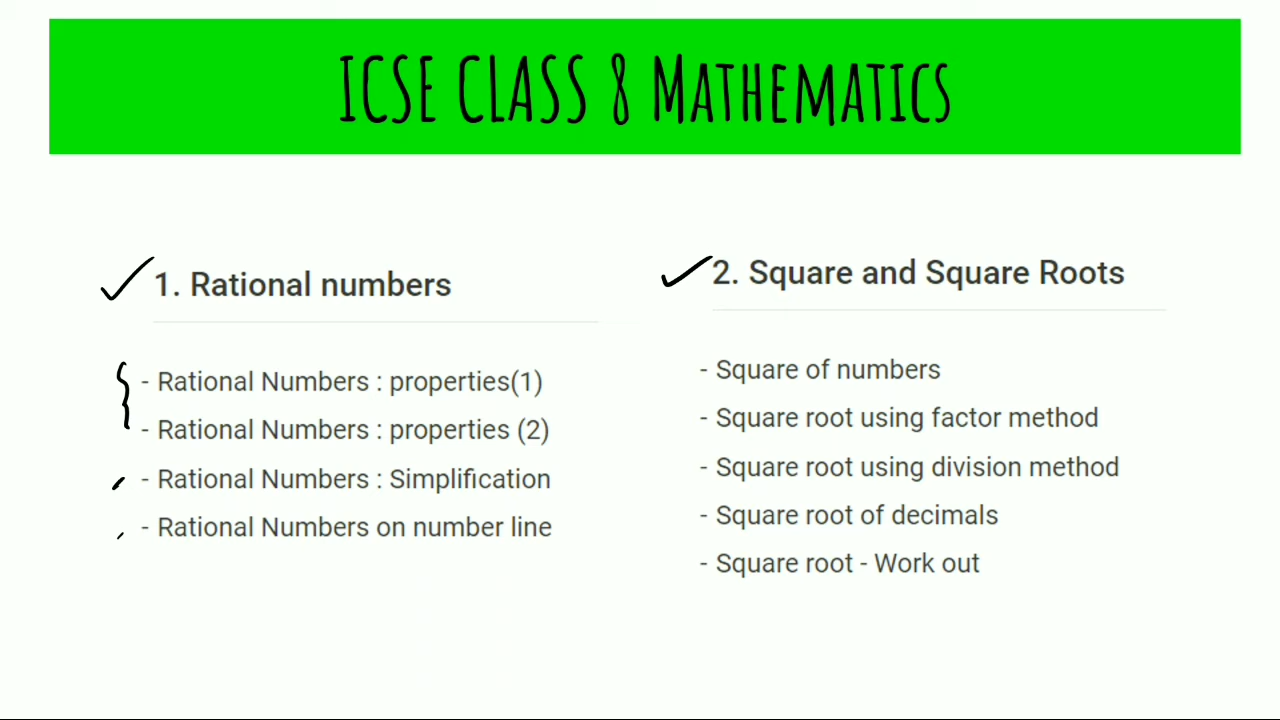 ICSE CLASS 8 MATHEMATICS
1. Rational numbers
- Rational Numbers : properties(1)
- Rational Numbers : properties (2)
- Rational Numbers : Simplification
- Rational Numbers on number line
2. Square and Square Roots
- Square of numbers
- Square root using factor method
- Square root using division method
- Square root of decimals
- Square root - Work out